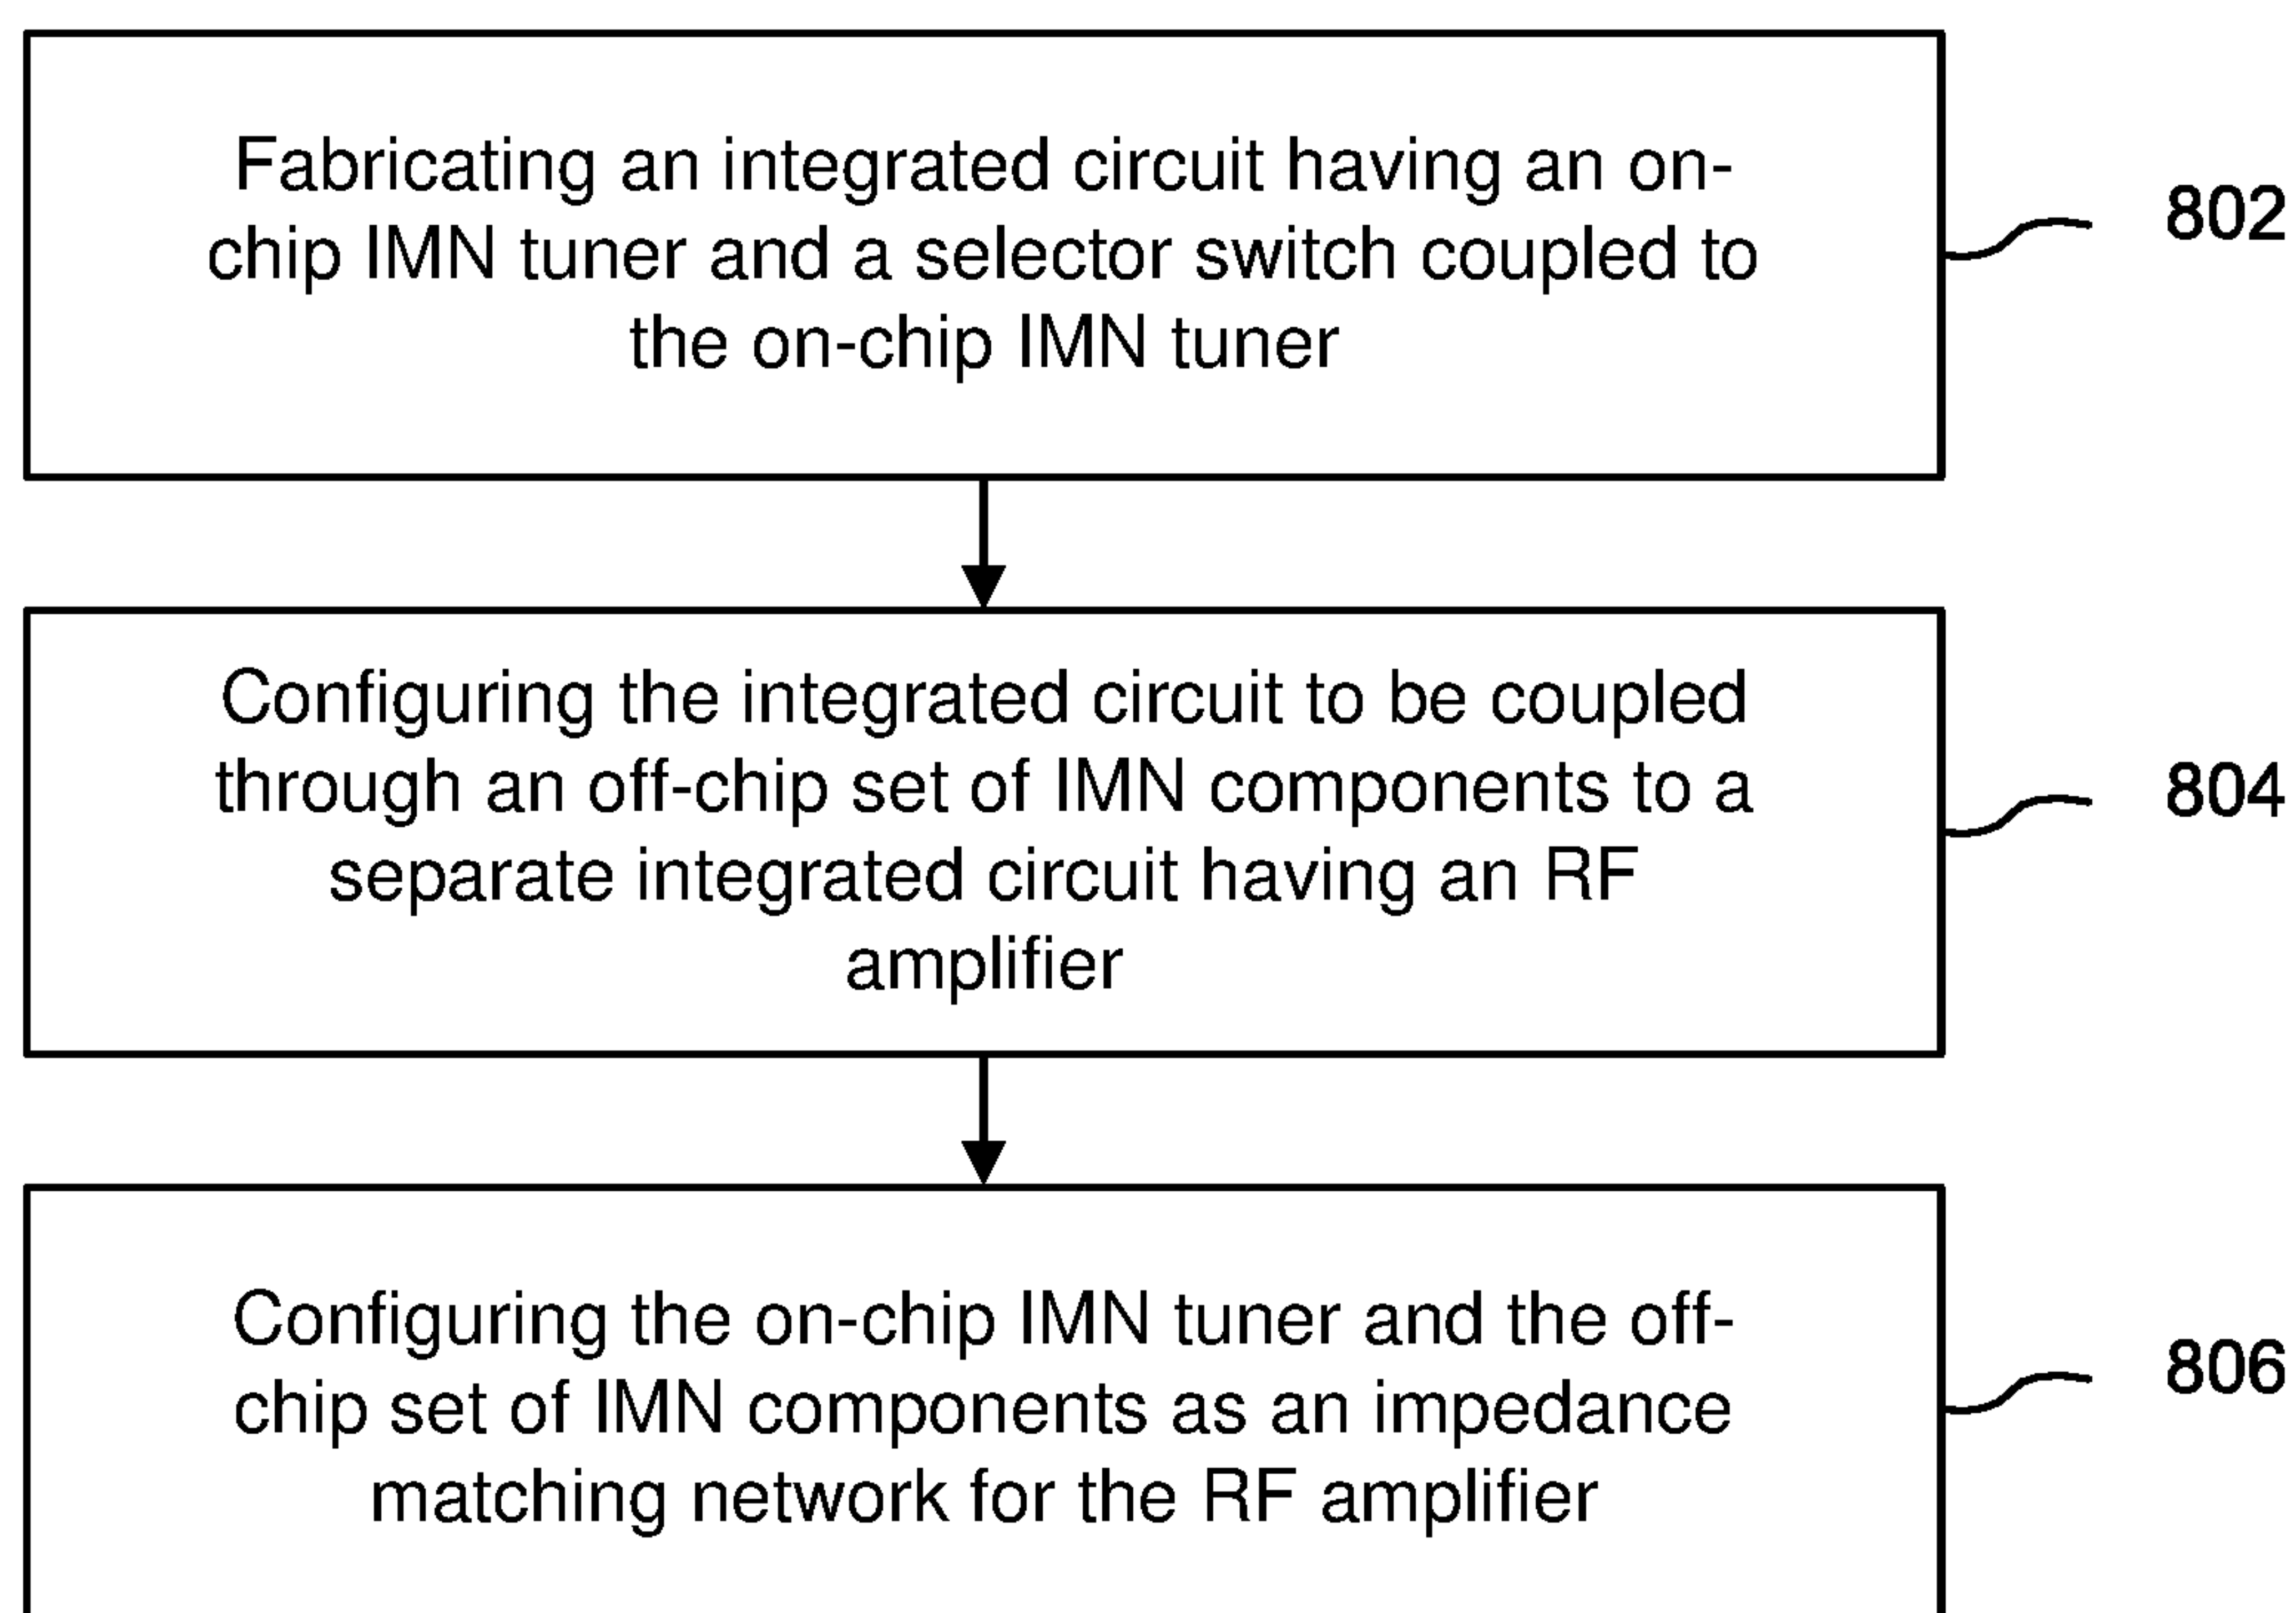 Fabricating an integrated circuit having an on-
chip IMN tuner and a selector switch coupled to
the on-chip IMN tuner
802
Configuring the integrated circuit to be coupled
through an off-chip set of IMN components to a
separate integrated circuit having an RF
amplifier
804
Configuring the on-chip IMN tuner and the off-
chip set of IMN components as an impedance
matching network for the RF amplifier
806